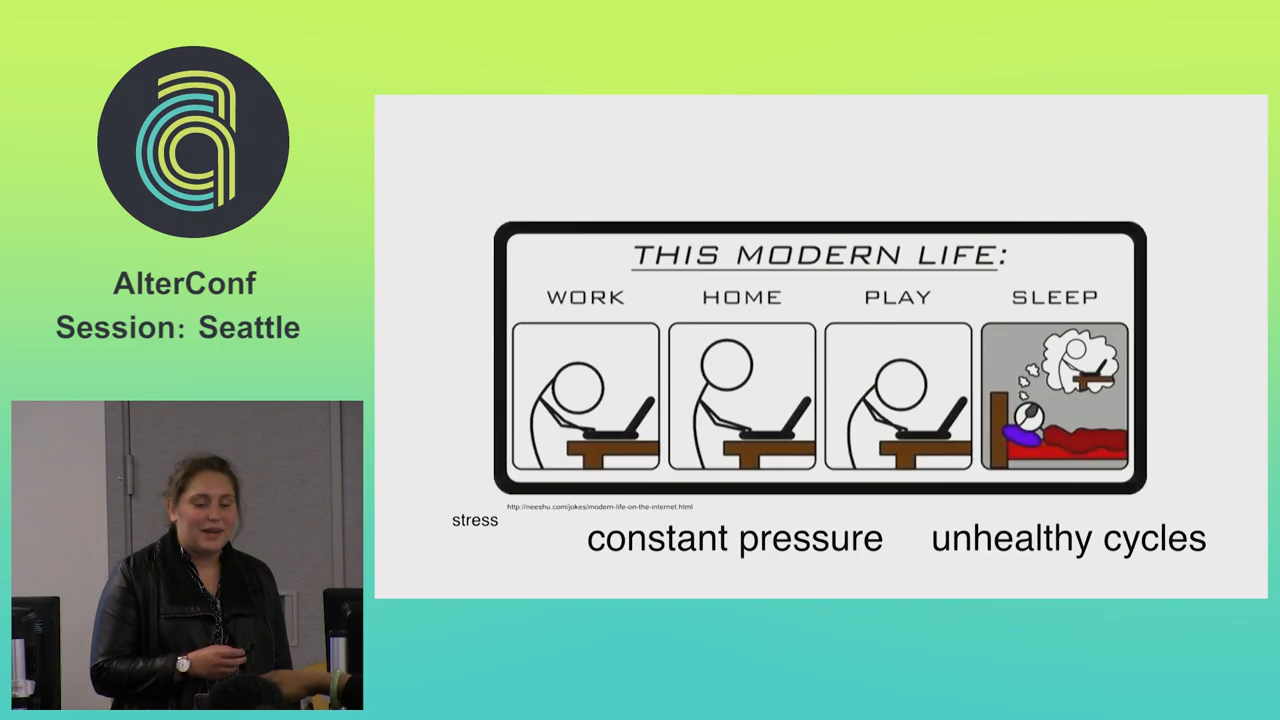 AlterConf
Session: Seattle
THIS MODERN LIFE:
WORK HOME PLAY SLEEP
http://neeshu.com/jokes/modern-life-on-the-internet.html
stress
constant pressure unhealthy cycles